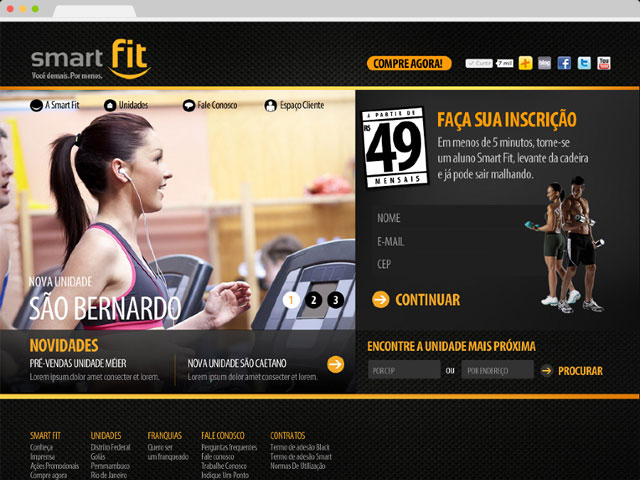 smart fit
Você demais. Por menos.
COMPRE AGORA!
Curtir 7 mil
blog
You Tube
A Smart Fit
Unidades
Fale Conosco
Espaço Cliente
A PARTIR DE
R$ 49
MENSAIS
FAÇA SUA INSCRIÇÃO
Em menos de 5 minutos, torne-se
um aluno Smart Fit, levante da cadeira
e já pode sair malhando.
NOME
E-MAIL
CEP
CONTINUAR
NOVA UNIDADE
SÃO BERNARDO
1 2 3
NOVIDADES
PRÉ-VENDAS UNIDADE MÉIER
Lorem ipsum dolor amet consecter et lorem.
NOVA UNIDADE SÃO CAETANO
Lorem ipsum dolor amet consecter et lorem.
ENCONTRE A UNIDADE MAIS PRÓXIMA
POR CEP
OU
POR ENDEREÇO
PROCURAR
SMART FIT
Conheça
Imprensa
Ações Promocionais
Compre agora
UNIDADES
Distrito Federal
Goiás
Pernmambuco
Rio de Janeiro
FRANQUIAS
Quero ser
um franqueado
FALE CONOSCO
Perguntas frequentes
Fale conosco
Trabalhe Conosco
Indique Um Ponto
CONTRATOS
Termo de adesão Black
Termo de adesão Smart
Normas De Utilização